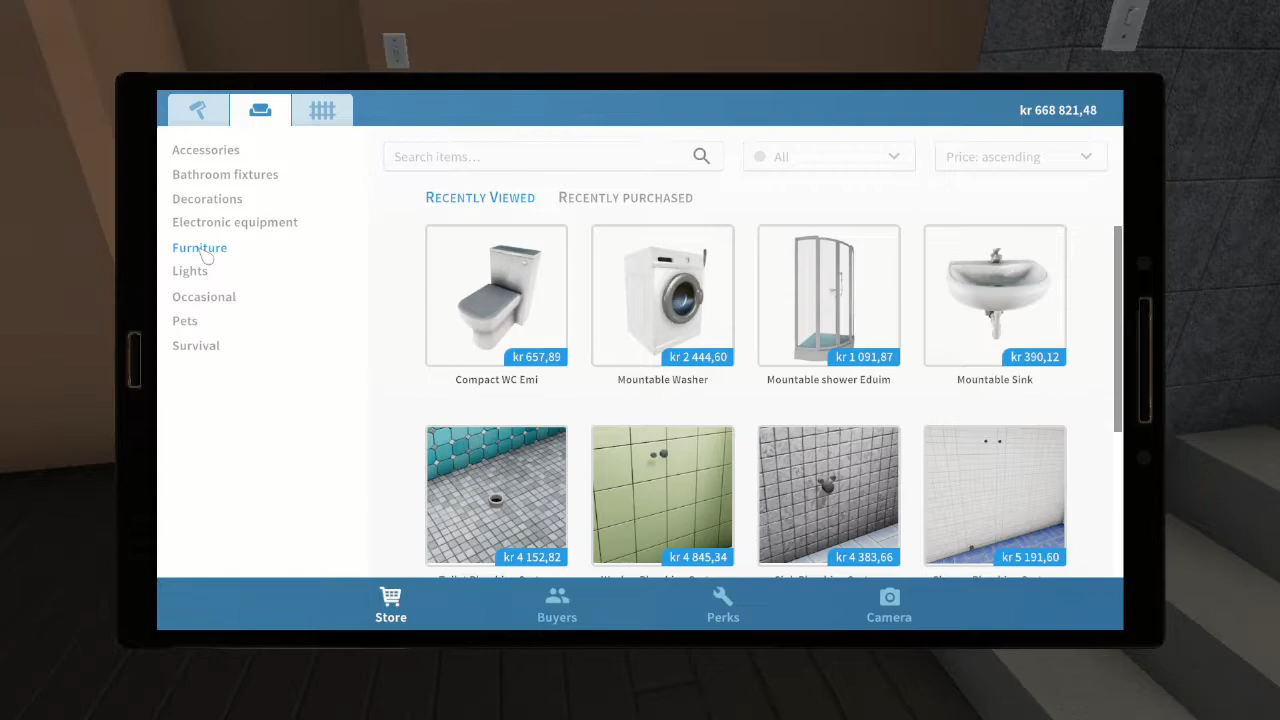 kr 668 821,48
Accessories
Bathroom fixtures
Decorations
Electronic equipment
Furniture
Lights
Occasional
Pets
Survival
Search items...
All
Price: ascending
RECENTLY VIEWED
RECENTLY PURCHASED
kr 657,89
kr 2 444,60
kr 1 091,87
kr 390,12
Compact WC Emi
Mountable Washer
Mountable shower Eduim
Mountable Sink
kr 4 152,82
kr 4 845,34
kr 4 383,66
kr 5 191,60
Store
Buyers
Perks
Camera